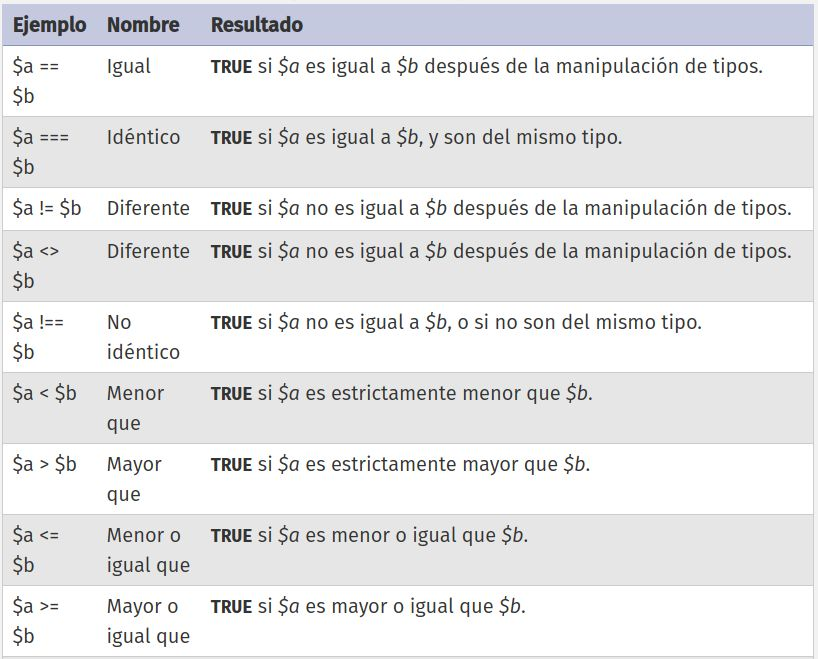 Ejemplo Nombre Resultado
$a == Igual TRUE si $a es igual a $b después de la manipulación de tipos.
$b
$a === Idéntico TRUE si $a es igual a $b, y son del mismo tipo.
$b
$a != $b Diferente TRUE si $a no es igual a $b después de la manipulación de tipos.
$a <> Diferente TRUE si $a no es igual a $b después de la manipulación de tipos.
$b
$a !== No TRUE si $a no es igual a $b, o si no son del mismo tipo.
$b idéntico
$a < $b Menor TRUE si $a es estrictamente menor que $b.
que
$a > $b Mayor TRUE si $a es estrictamente mayor que $b.
que
$a <= Menor o TRUE si $a es menor o igual que $b.
$b igual que
$a >= Mayor o TRUE si $a es mayor o igual que $b.
$b igual que